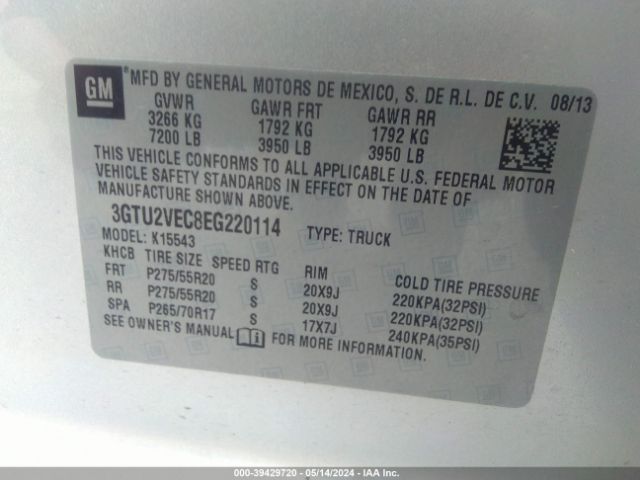 GM
*MFD BY GENERAL MOTORS DE MEXICO, S. DE R.L. DE C.V. 08/13
GVWR GAWR FRT GAWR RR
3266 KG 1792 KG 1792 KG
7200 LB 3950 LB 3950 LB
THIS VEHICLE CONFORMS TO ALL APPLICABLE U.S. FEDERAL MOTOR
VEHICLE SAFETY STANDARDS IN EFFECT ON THE DATE OF
MANUFACTURE SHOWN ABOVE.
3GTU2VEC8EG220114 TYPE: TRUCK
MODEL: K15543
KHCB TIRE SIZE SPEED RTG RIM COLD TIRE PRESSURE
FRT P275/55R20 S 20X9J 220KPA(32PSI)
RR P275/55R20 S 20X9J 220KPA(32PSI)
SPA P265/70R17 S 17X7J 240KPA(35PSI)
SEE OWNER'S MANUAL FOR MORE INFORMATION.
000-39429720 - 05/14/2024 - IAA Inc.